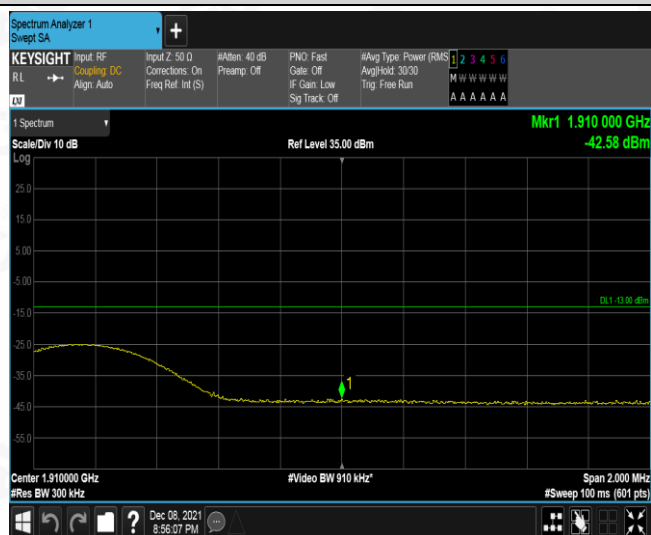 Spectrum Analyzer 1
Swept SA
+
KEYSIGHT
RL
LXI
Input: RF
Coupling: DC
Align: Auto
Input Z: 50 Ω
Corrections: On
Freq Ref: Int (S)
#Atten: 40 dB
Preamp: Off
PNO: Fast
Gate: Off
IF Gain: Low
Sig Track: Off
#Avg Type: Power (RMS
Avg|Hold: 30/30
Trig: Free Run
1 2 3 4 5 6
M W W W W W
A A A A A A
1 Spectrum
Mkr1 1.910 000 GHz
Scale/Div 10 dB
Ref Level 35.00 dBm
-42.58 dBm
Log
25.0
15.0
5.00
-5.00
DL1 -13.00 dBm
-15.0
-25.0
-35.0
1
-45.0
-55.0
Center 1.910000 GHz
#Video BW 910 kHz*
Span 2.000 MHz
#Res BW 300 kHz
#Sweep 100 ms (601 pts)
?
Dec 08, 2021
8:56:07 PM